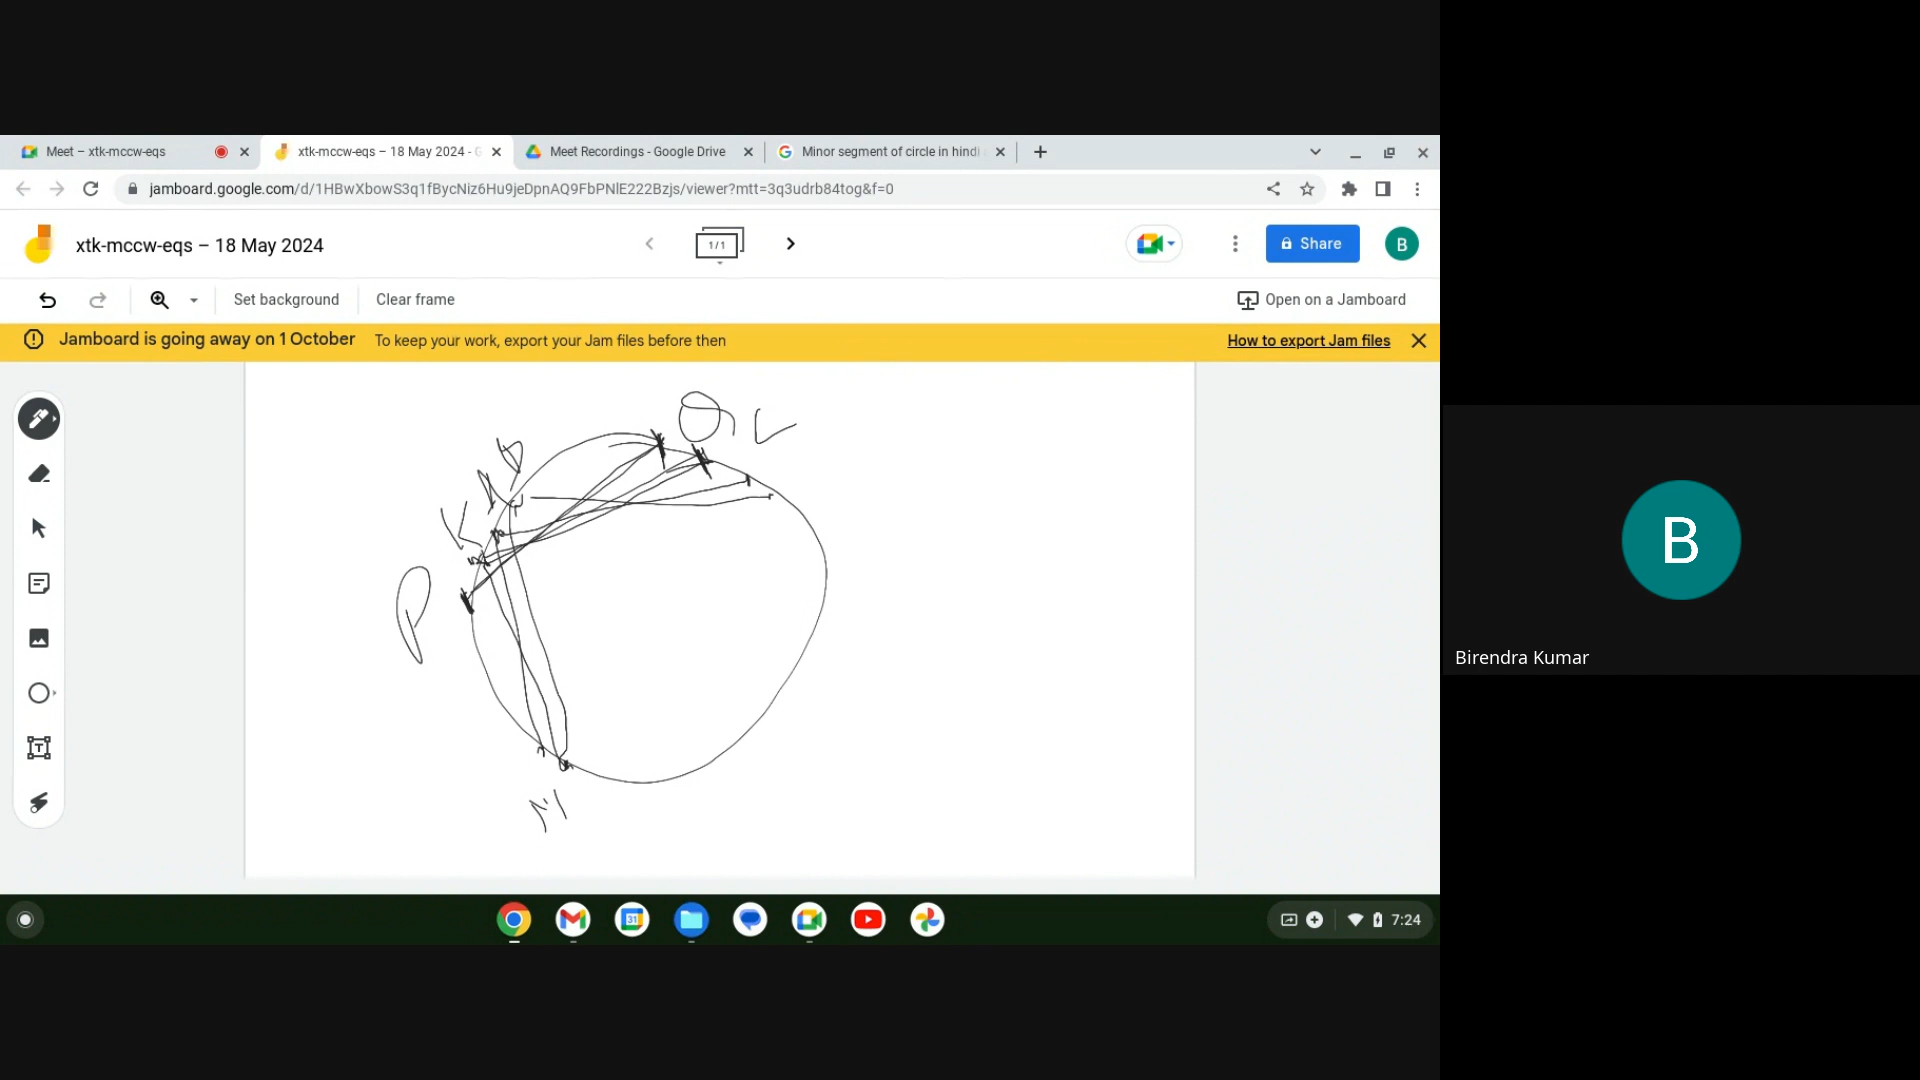 Meet – xtk-mccw-eqs
xtk-mccw-eqs – 18 May 2024 - G
Meet Recordings - Google Drive
Minor segment of circle in hindi
jamboard.google.com/d/1HBwXbowS3q1fBycNiz6Hu9jeDpnAQ9FbPNlE222Bzjs/viewer?mtt=3q3udrb84tog&f=0
xtk-mccw-eqs – 18 May 2024
1/1
Share
B
Set background
Clear frame
Open on a Jamboard
Jamboard is going away on 1 October
To keep your work, export your Jam files before then
How to export Jam files
L
K
P
M
B
Birendra Kumar
31
7:24